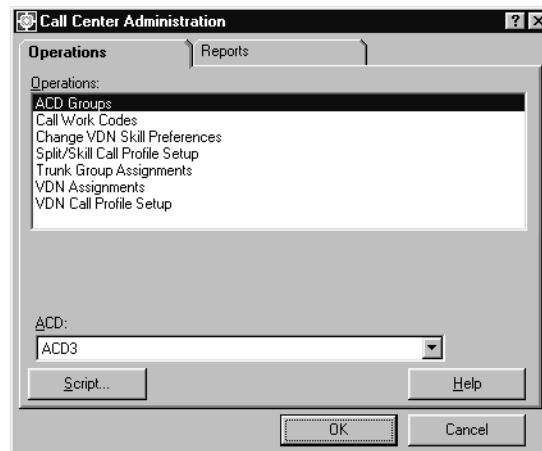 Call Center Administration
Operations
Reports
Operations:
ACD Groups
Call Work Codes
Change VDN Skill Preferences
Split/Skill Call Profile Setup
Trunk Group Assignments
VDN Assignments
VDN Call Profile Setup
ACD:
ACD3
Script...
Help
OK
Cancel